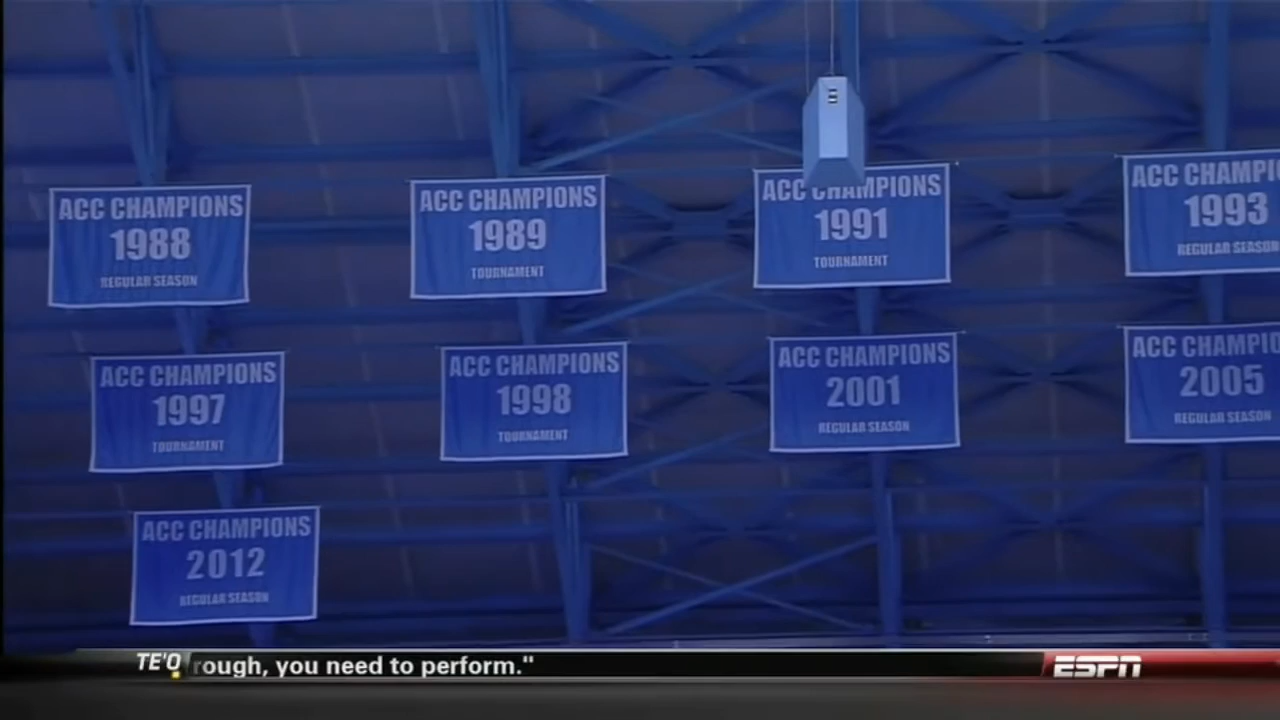 ACC CHAMPIONS
1988
REGULAR SEASON
ACC CHAMPIONS
1989
TOURNAMENT
ACC CHAMPIONS
1991
TOURNAMENT
ACC CHAMPI
1993
REGULAR SEASON
ACC CHAMPIONS
1997
TOURNAMENT
ACC CHAMPIONS
1998
TOURNAMENT
ACC CHAMPIONS
2001
REGULAR SEASON
ACC CHAMPIO
2005
REGULAR SEASON
ACC CHAMPIONS
2012
REGULAR SEASON
TE'O rough, you need to perform." ESPN